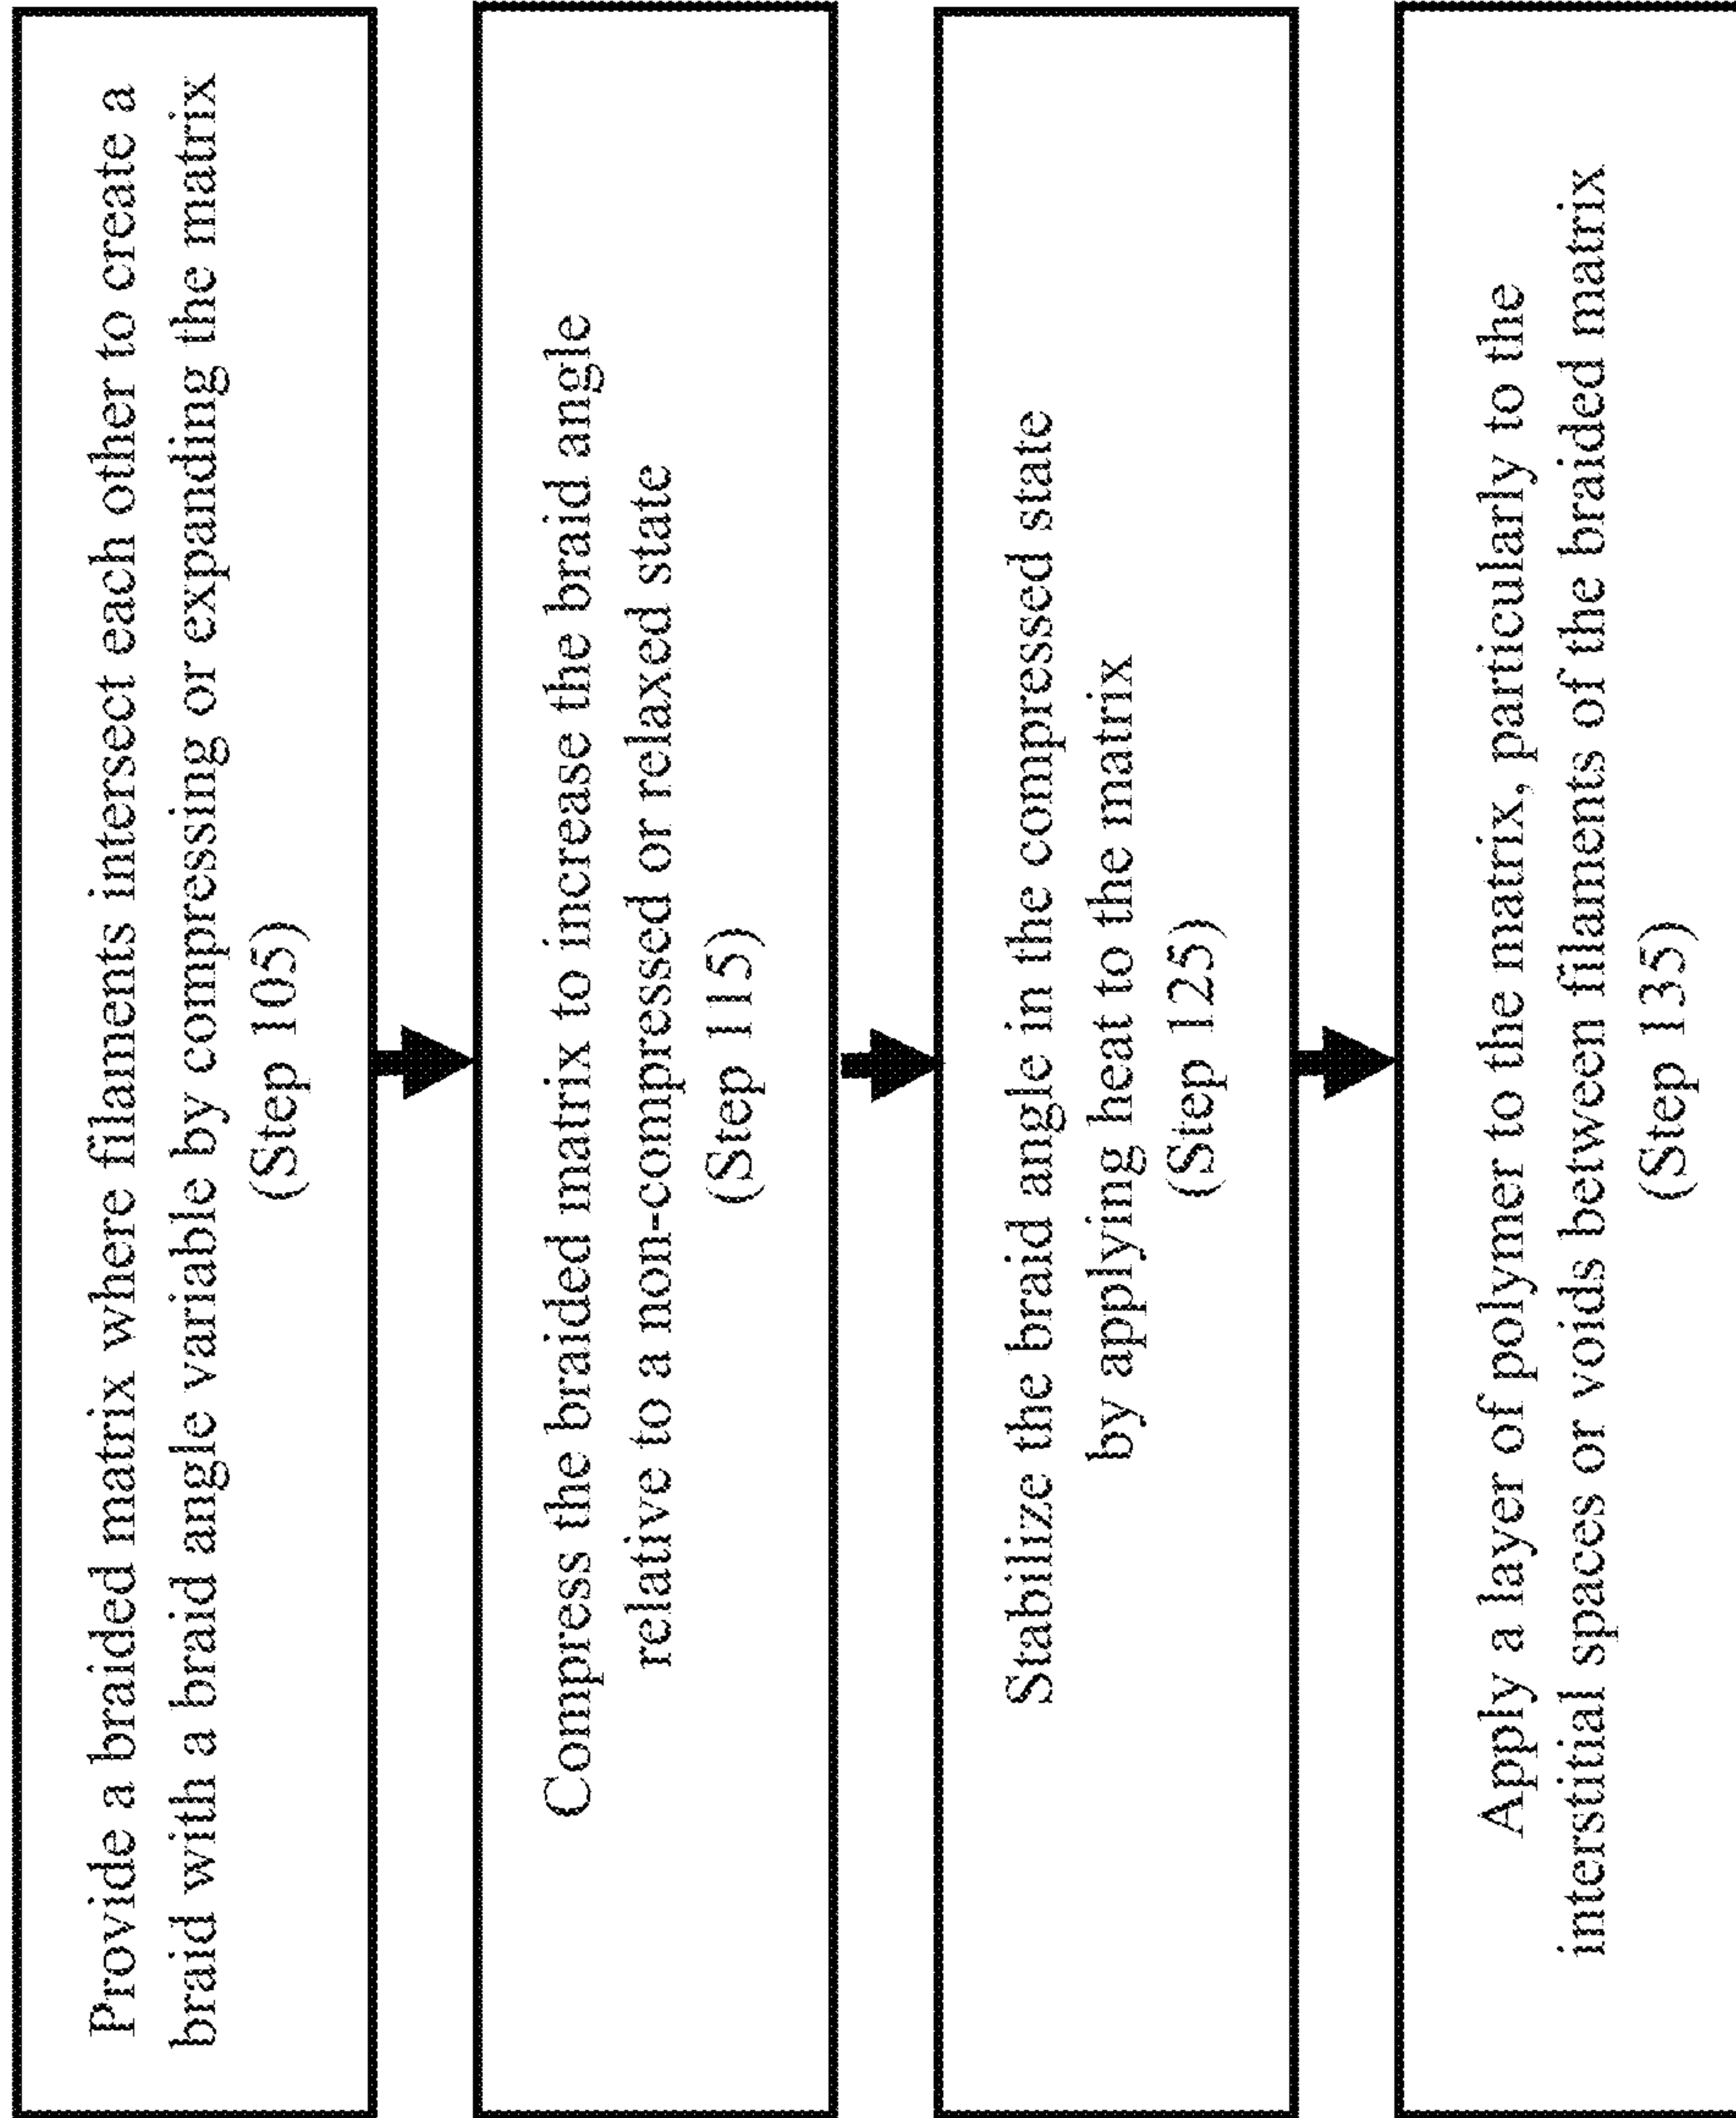 Provide a braided matrix where filaments intersect each other to create a
braid with a braid angle variable by compressing or expanding the matrix
(Step 105)
Compress the braided matrix to increase the braid angle
relative to a non-compressed or relaxed state
(Step 115)
Stabilize the braid angle in the compressed state
by applying heat to the matrix
(Step 125)
Apply a layer of polymer to the matrix, particularly to the
interstitial spaces or voids between filaments of the braided matrix
(Step 135)